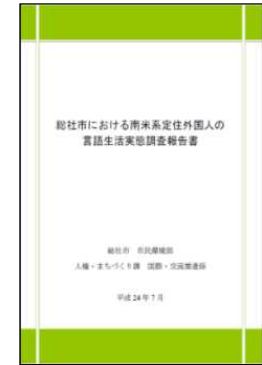 総社市における南米系定住外国人の
言語生活実態調査報告書
総社市 市民環境部
人権・まちづくり課 国際・交流推進係
平成 24 年 7 月